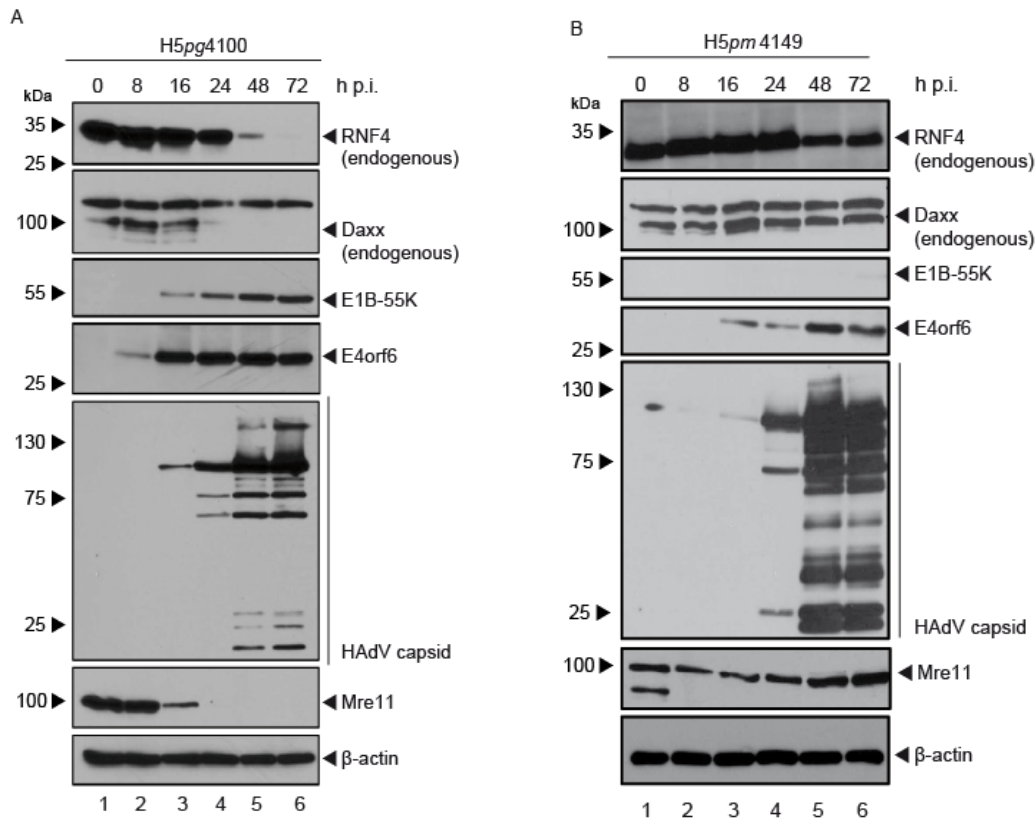 A
H5pg4100
0 8 16 24 48 72 h p.i.
kDa
35
RNF4
(endogenous)
25
100
Daxx
(endogenous)
55
E1B-55K
E4orf6
25
130
75
25
HAdV capsid
100
Mre11
β-actin
1 2 3 4 5 6
B
H5pm4149
0 8 16 24 48 72 h p.i.
kDa
35
RNF4
(endogenous)
100
Daxx
(endogenous)
55
E1B-55K
E4orf6
25
130
75
25
HAdV capsid
100
Mre11
β-actin
1 2 3 4 5 6